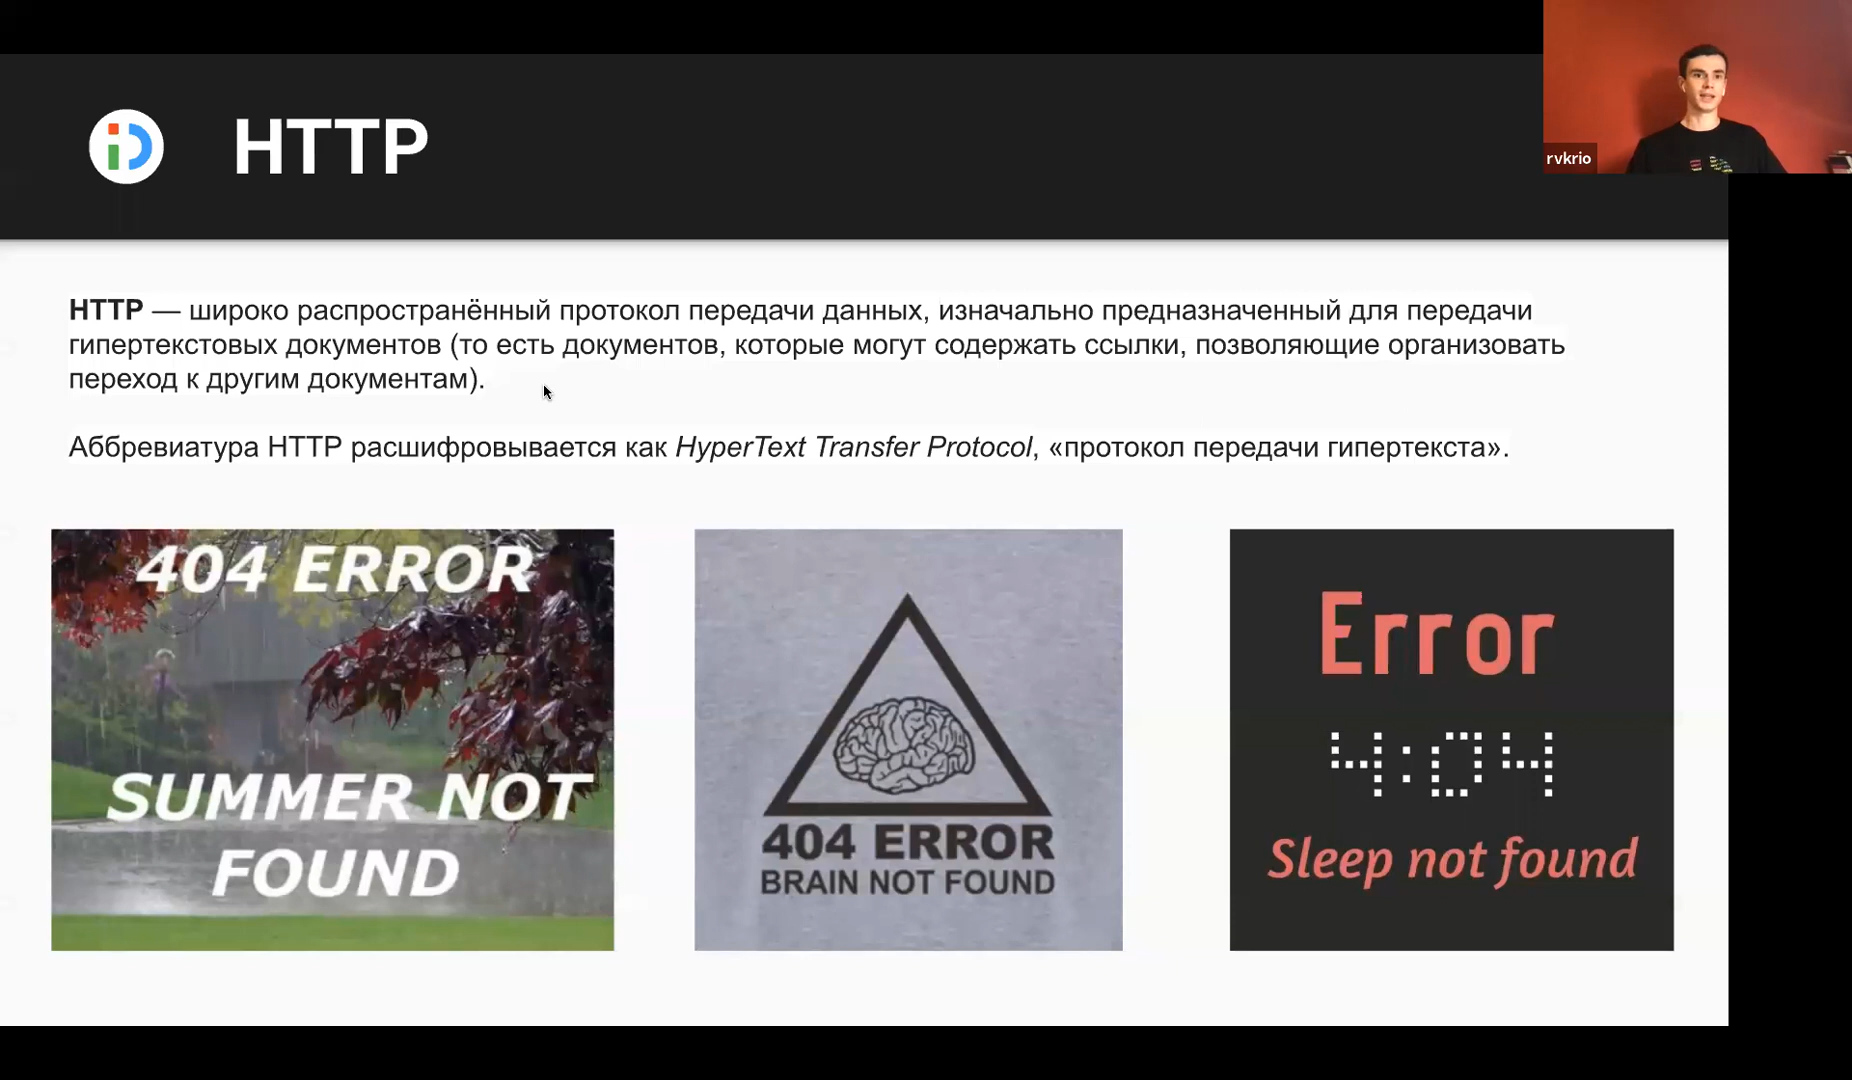 HTTP
rvkrio
HTTP — широко распространённый протокол передачи данных, изначально предназначенный для передачи
гипертекстовых документов (то есть документов, которые могут содержать ссылки, позволяющие организовать
переход к другим документам).
Аббревиатура HTTP расшифровывается как HyperText Transfer Protocol, «протокол передачи гипертекста».
404 ERROR
SUMMER NOT
FOUND
404 ERROR
BRAIN NOT FOUND
Error
4:04
Sleep not found